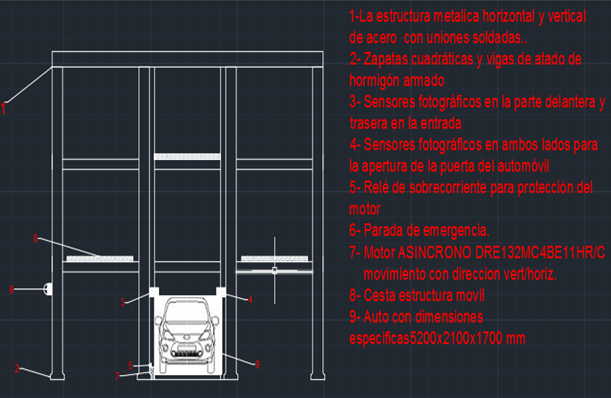 1-La estructura metalica horizontal y vertical
de acero con uniones soldadas..
2- Zapatas cuadráticas y vigas de atado de
hormigón armado
3- Sensores fotográficos en la parte delantera y
trasera en la entrada
4- Sensores fotográficos en ambos lados para
la apertura de la puerta del automóvil
5- Relé de sobrecorriente para protección del
motor
6- Parada de emergencia.
7- Motor ASINCRONO DRE132MC4BE11HR/C
movimiento con direccion vert/horiz.
8- Cesta estructura movil
9- Auto con dimensiones
especificas5200x2100x1700 mm
1
8
6
3
4
5
7
9
2